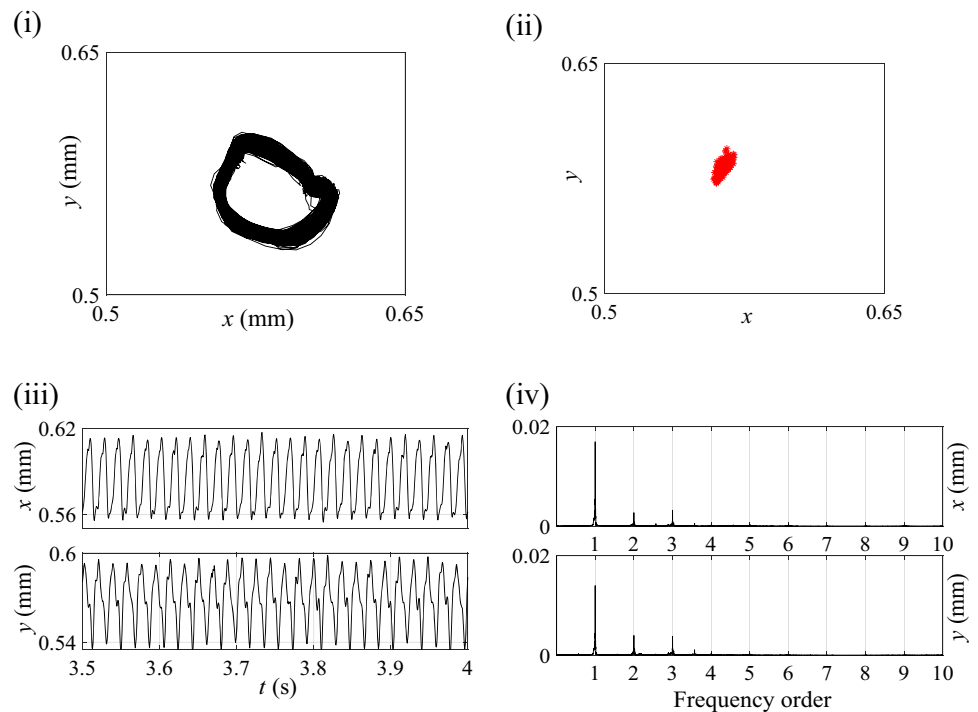 (i)
0.65
y (mm)
0.5
0.5
x (mm)
0.65
(ii)
0.65
y
0.5
0.5
x
0.65
(iii)
0.62
x (mm)
0.56
0.6
y (mm)
0.54
3.5 3.6 3.7 3.8 3.9 4
t (s)
(iv)
0.02
x (mm)
0
1 2 3 4 5 6 7 8 9 10
0.02
y (mm)
0
1 2 3 4 5 6 7 8 9 10
Frequency order